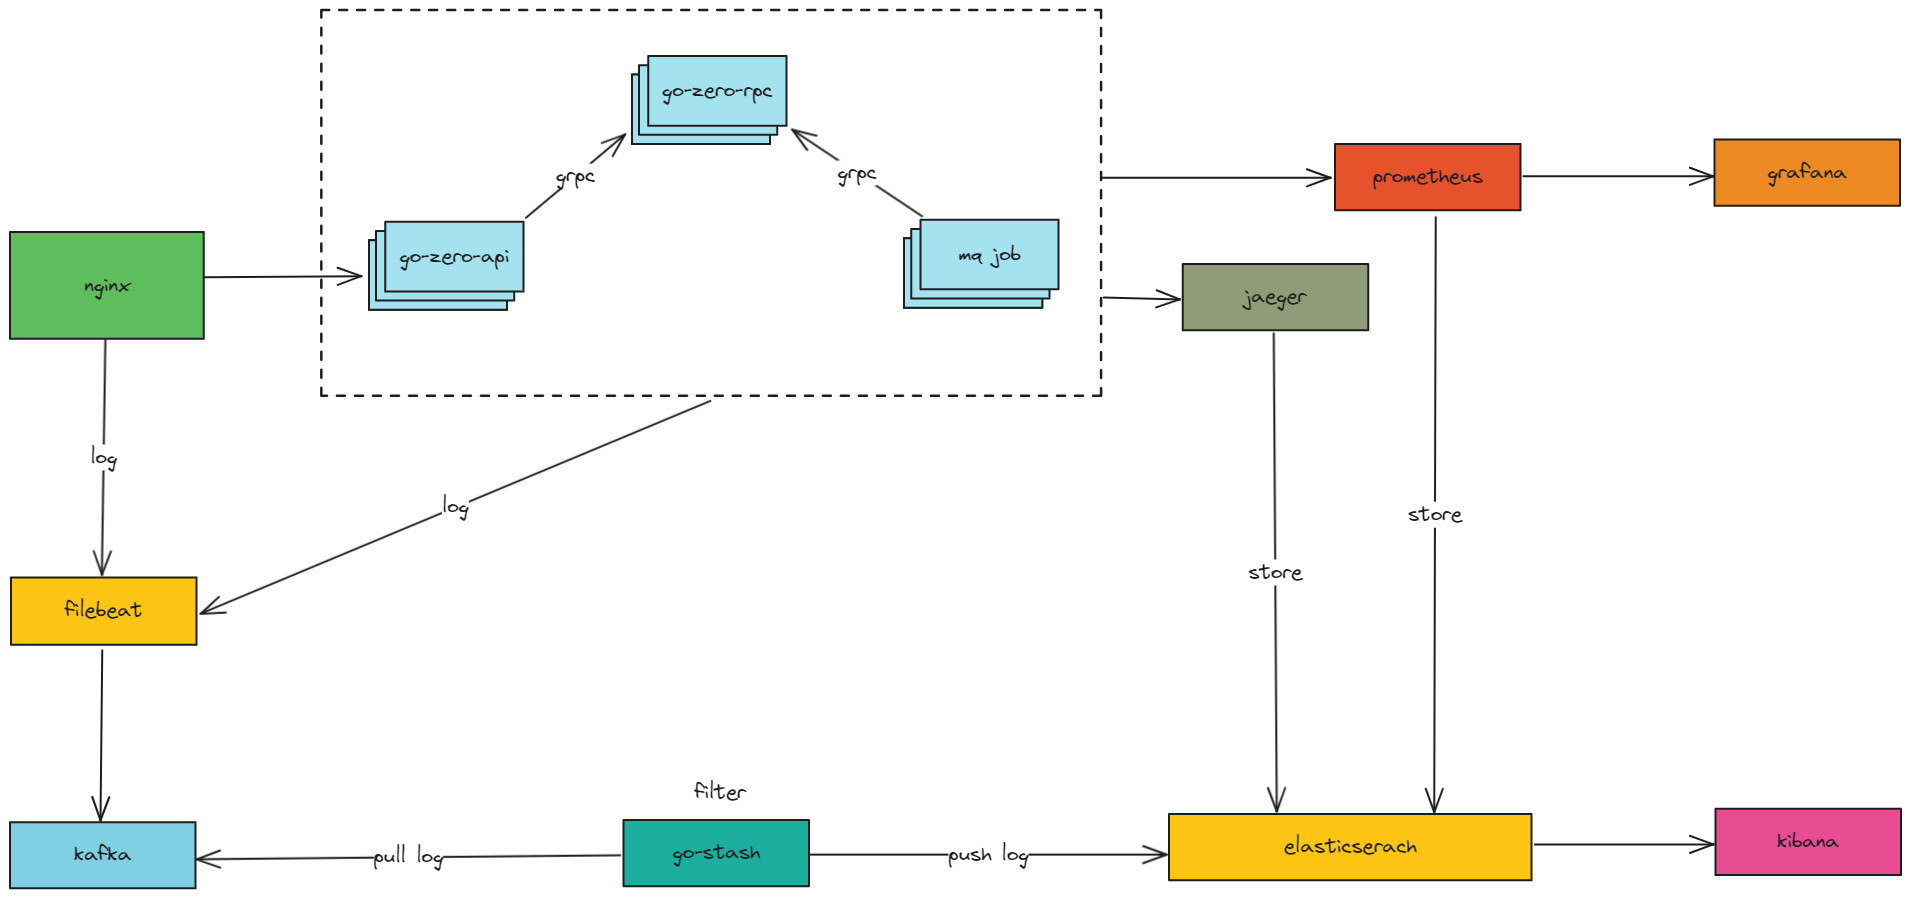 go-zero-rpc
grpc
grpc
prometheus
grafana
go-zero-api
mq job
nginx
jaeger
log
log
store
store
filebeat
filter
kafka
pull log
go-stash
push log
elasticserach
kibana